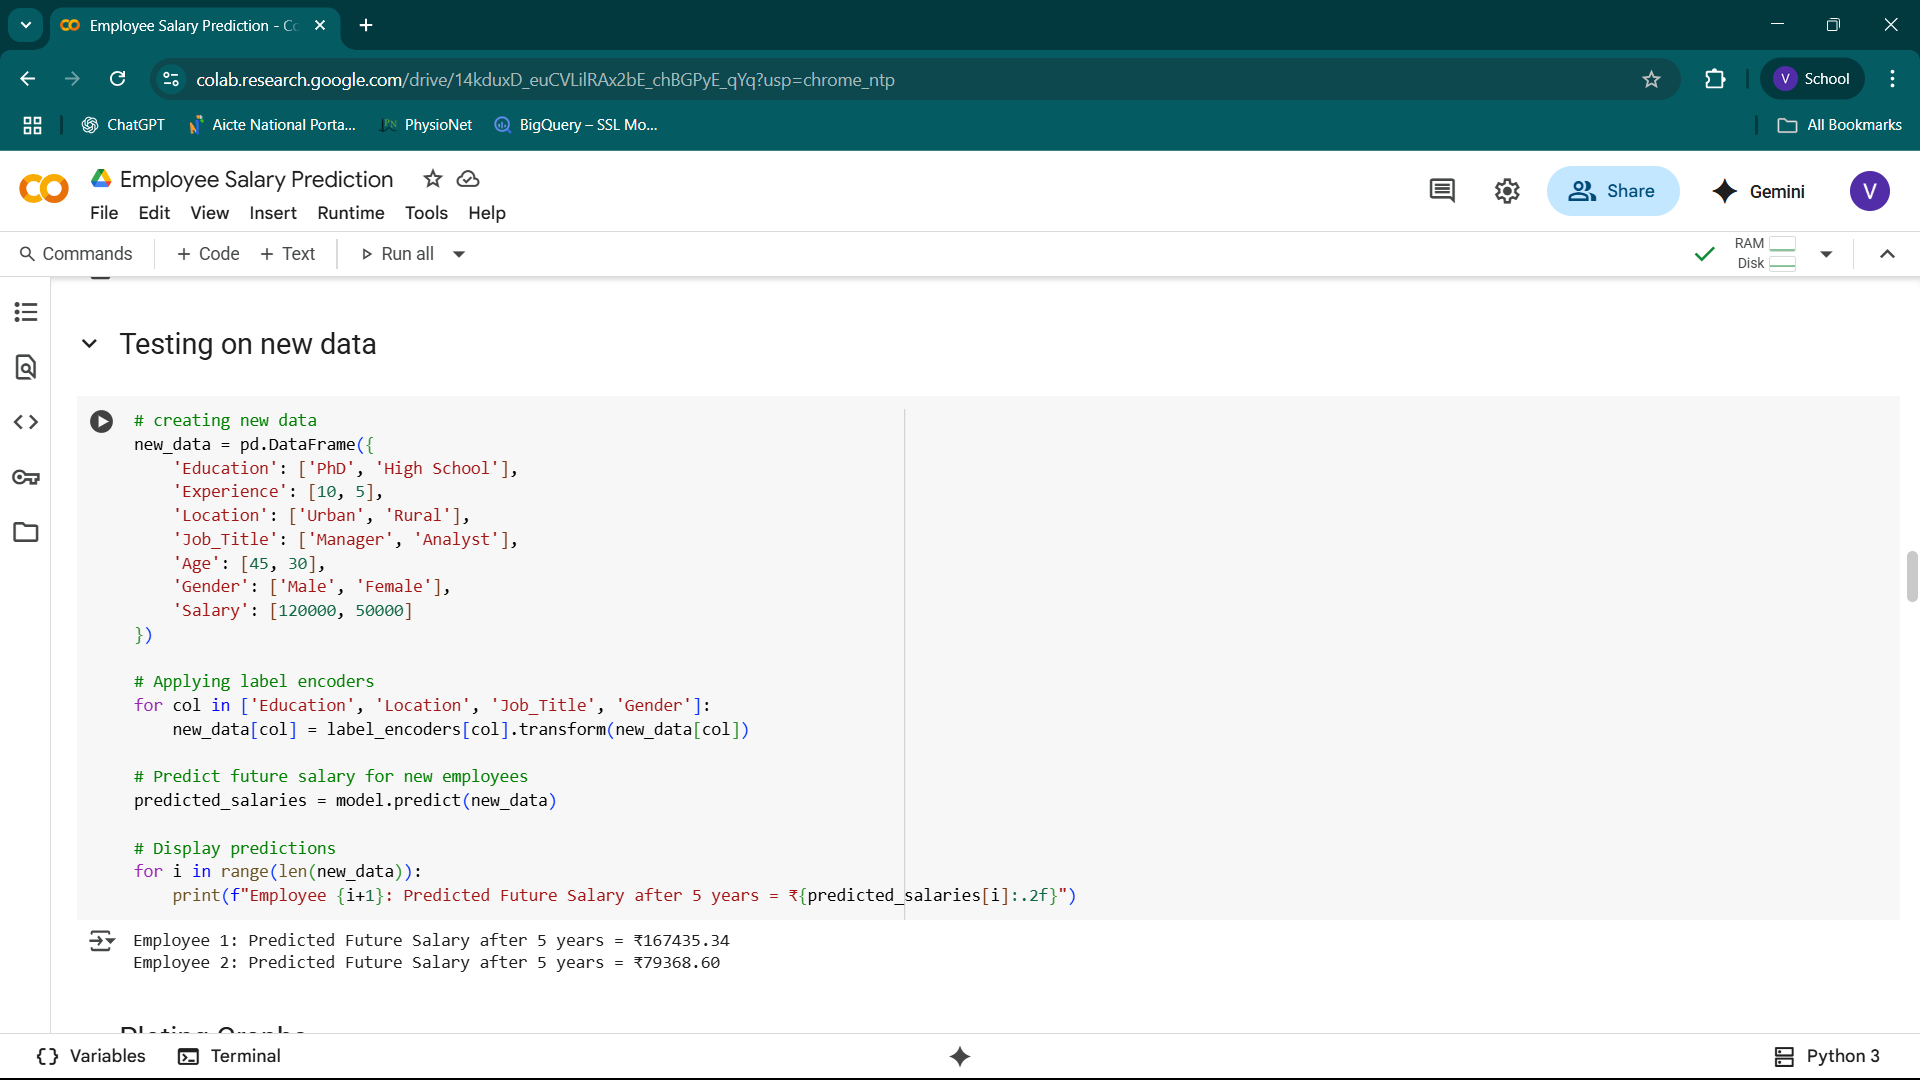 Employee Salary Prediction - Co
colab.research.google.com/drive/14kduxD_euCVLilRAx2bE_chBGPyE_qYq?usp=chrome_ntp
V School
ChatGPT
Aicte National Porta...
PhysioNet
BigQuery – SSL Mo...
All Bookmarks
Employee Salary Prediction
File Edit View Insert Runtime Tools Help
Share
Gemini
V
Commands + Code + Text Run all
RAM
Disk
Testing on new data
# creating new data
new_data = pd.DataFrame({
    'Education': ['PhD', 'High School'],
    'Experience': [10, 5],
    'Location': ['Urban', 'Rural'],
    'Job_Title': ['Manager', 'Analyst'],
    'Age': [45, 30],
    'Gender': ['Male', 'Female'],
    'Salary': [120000, 50000]
})
# Applying label encoders
for col in ['Education', 'Location', 'Job_Title', 'Gender']:
    new_data[col] = label_encoders[col].transform(new_data[col])
# Predict future salary for new employees
predicted_salaries = model.predict(new_data)
# Display predictions
for i in range(len(new_data)):
    print(f"Employee {i+1}: Predicted Future Salary after 5 years = ₹{predicted_salaries[i]:.2f}")
Employee 1: Predicted Future Salary after 5 years = ₹167435.34
Employee 2: Predicted Future Salary after 5 years = ₹79368.60
Ploting Graphs
Variables
Terminal
Python 3